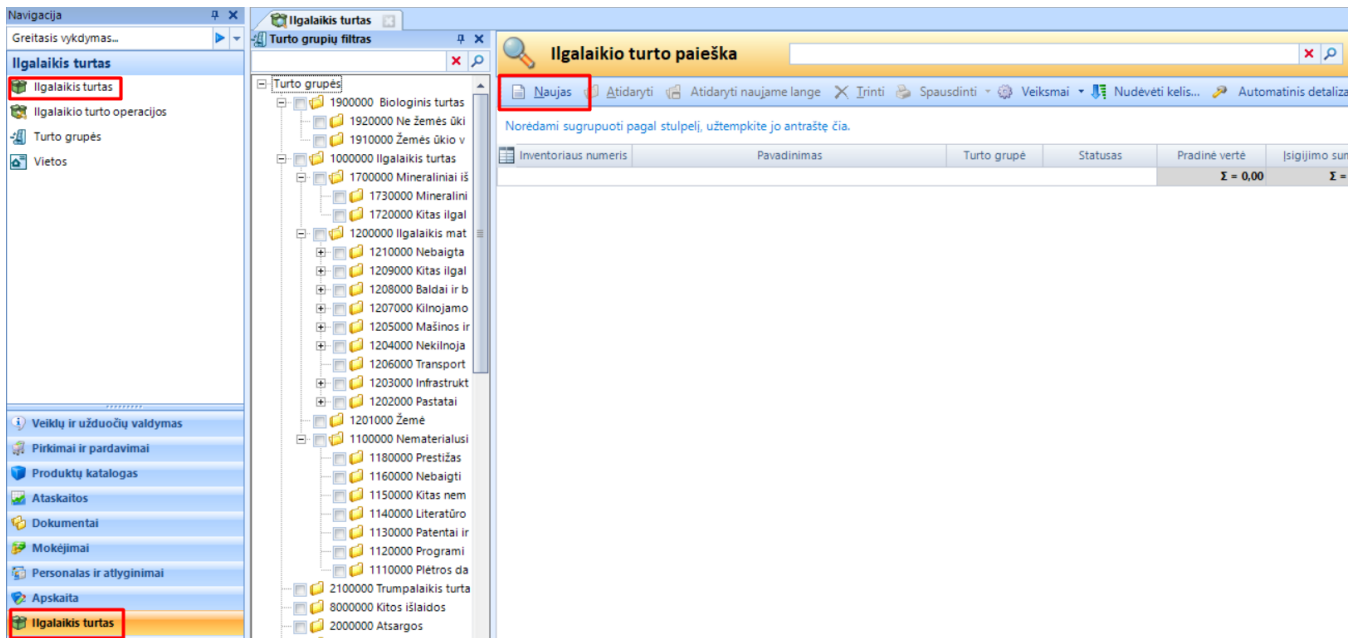 Navigacija
Greitasis vykdymas...
Ilgalaikis turtas
Ilgalaikis turtas
Ilgalaikio turto operacijos
Turto grupės
Vietos
Veiklų ir užduočių valdymas
Pirkimai ir pardavimai
Produktų katalogas
Ataskaitos
Dokumentai
Mokėjimai
Personalas ir atlyginimai
Apskaita
Ilgalaikis turtas
Ilgalaikis turtas
Turto grupių filtras
Turto grupės
1900000 Biologinis turtas
1920000 Ne žemės ūki
1910000 Žemės ūkio v
1000000 Ilgalaikis turtas
1700000 Mineraliniai iš
1730000 Mineralini
1720000 Kitas ilgal
1200000 Ilgalaikis mat
1210000 Nebaigta
1209000 Kitas ilgal
1208000 Baldai ir b
1207000 Kilnojamo
1205000 Mašinos ir
1204000 Nekilnoja
1206000 Transport
1203000 Infrastrukt
1202000 Pastatai
1201000 Žemė
1100000 Nematerialusi
1180000 Prestižas
1160000 Nebaigti
1150000 Kitas nem
1140000 Literatūro
1130000 Patentai ir
1120000 Programi
1110000 Plėtros da
2100000 Trumpalaikis turta
8000000 Kitos išlaidos
2000000 Atsargos
Ilgalaikio turto paieška
Naujas Atidaryti Atidaryti naujame lange Trinti Spausdinti Veiksmai Nudėvėti kelis... Automatinis detaliza
Norėdami sugrupuoti pagal stulpelį, užtempkite jo antraštę čia.
Inventoriaus numeris Pavadinimas Turto grupė Statusas Pradinė vertė Įsigijimo sum
Σ = 0,00 Σ =